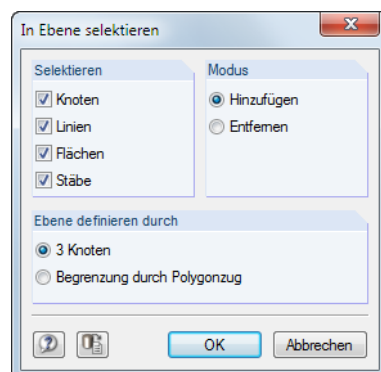 In Ebene selektieren
Selektieren
Modus
Knoten
Hinzufügen
Linien
Entfernen
Flächen
Stäbe
Ebene definieren durch
3 Knoten
Begrenzung durch Polygonzug
OK
Abbrechen